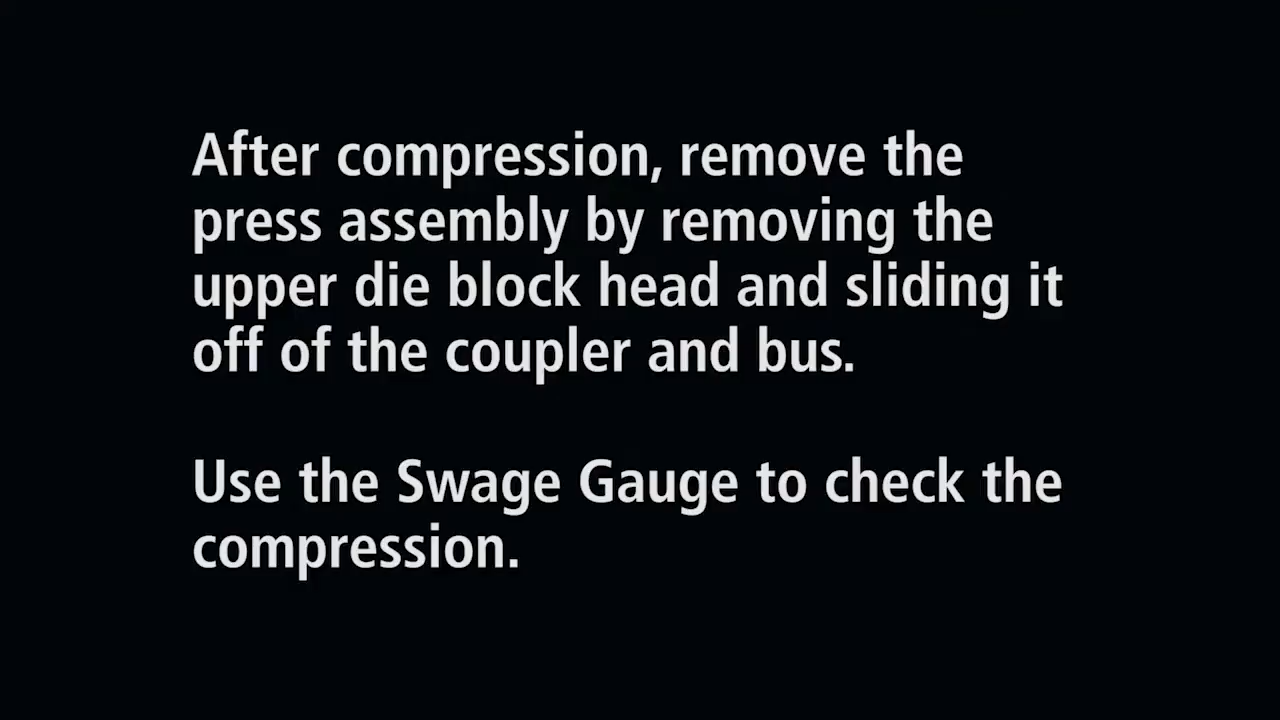 After compression, remove the
press assembly by removing the
upper die block head and sliding it
off of the coupler and bus.
Use the Swage Gauge to check the
compression.